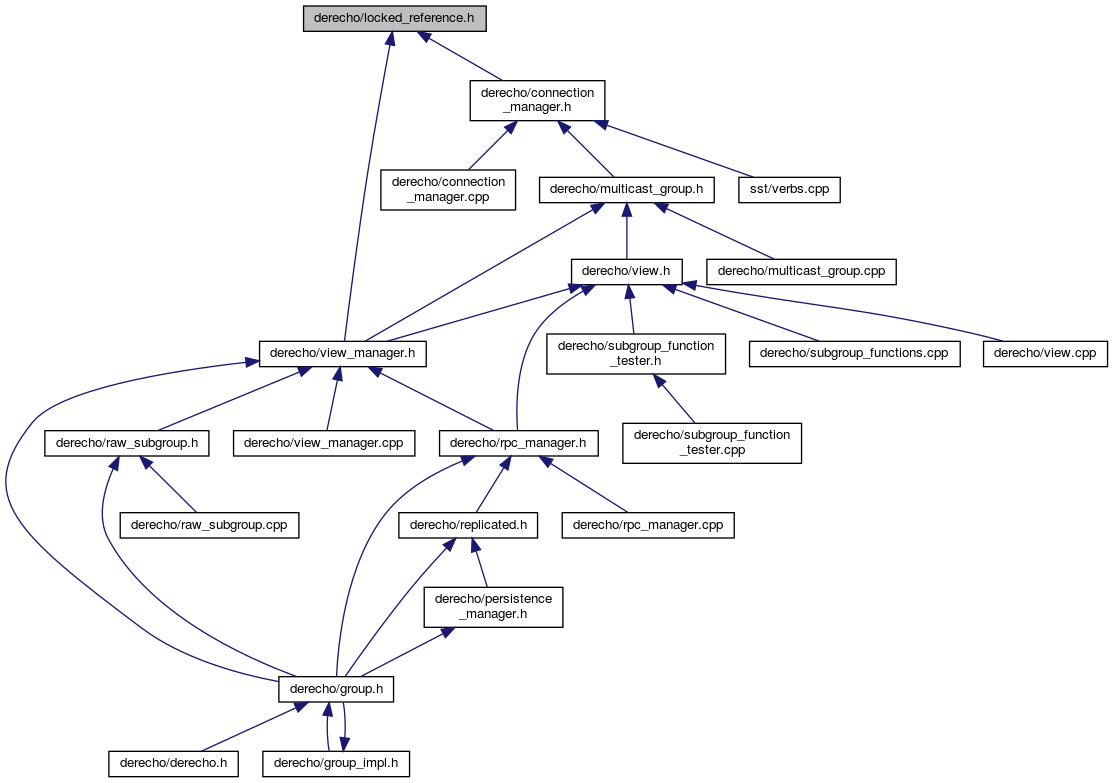 derecho/locked_reference.h
derecho/connection
_manager.h
derecho/connection
_manager.cpp
derecho/multicast_group.h
sst/verbs.cpp
derecho/view.h
derecho/multicast_group.cpp
derecho/view_manager.h
derecho/subgroup_function
_tester.h
derecho/subgroup_functions.cpp
derecho/view.cpp
derecho/raw_subgroup.h
derecho/view_manager.cpp
derecho/rpc_manager.h
derecho/subgroup_function
_tester.cpp
derecho/raw_subgroup.cpp
derecho/replicated.h
derecho/rpc_manager.cpp
derecho/persistence
_manager.h
derecho/group.h
derecho/derecho.h
derecho/group_impl.h